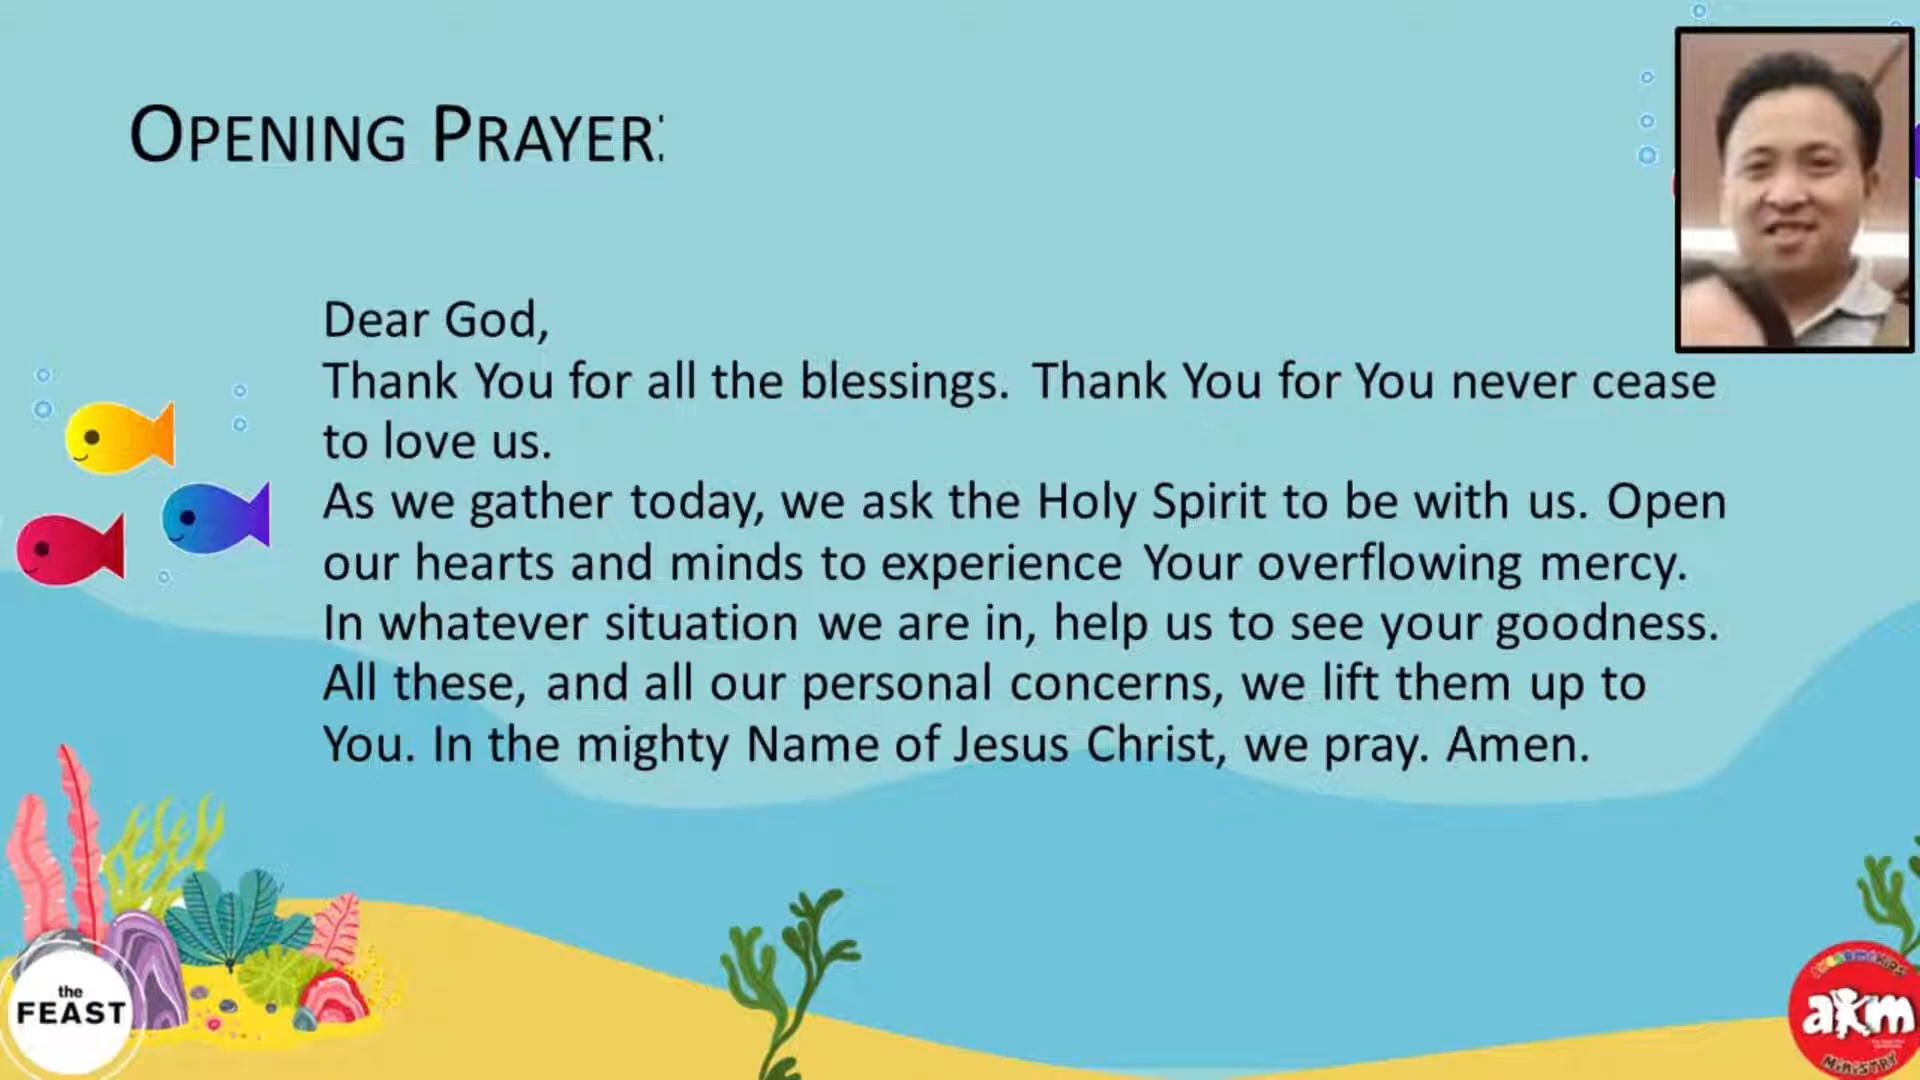 OPENING PRAYER:
Dear God,
Thank You for all the blessings. Thank You for You never cease
to love us.
As we gather today, we ask the Holy Spirit to be with us. Open
our hearts and minds to experience Your overflowing mercy.
In whatever situation we are in, help us to see your goodness.
All these, and all our personal concerns, we lift them up to
You. In the mighty Name of Jesus Christ, we pray. Amen.
the
FEAST
AWESOMEKIDS
akm
MINISTRY